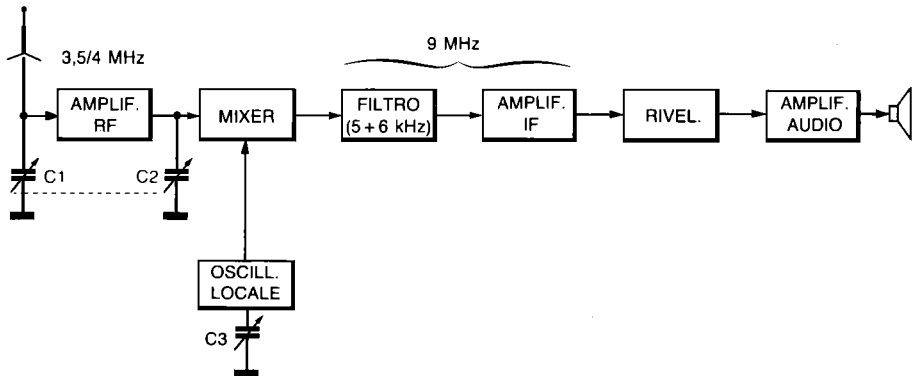 3,5/4 MHz
9 MHz
AMPLIF.
RF
MIXER
FILTRO
(5 + 6 kHz)
AMPLIF.
IF
RIVEL.
AMPLIF.
AUDIO
C1
C2
OSCILL.
LOCALE
C3